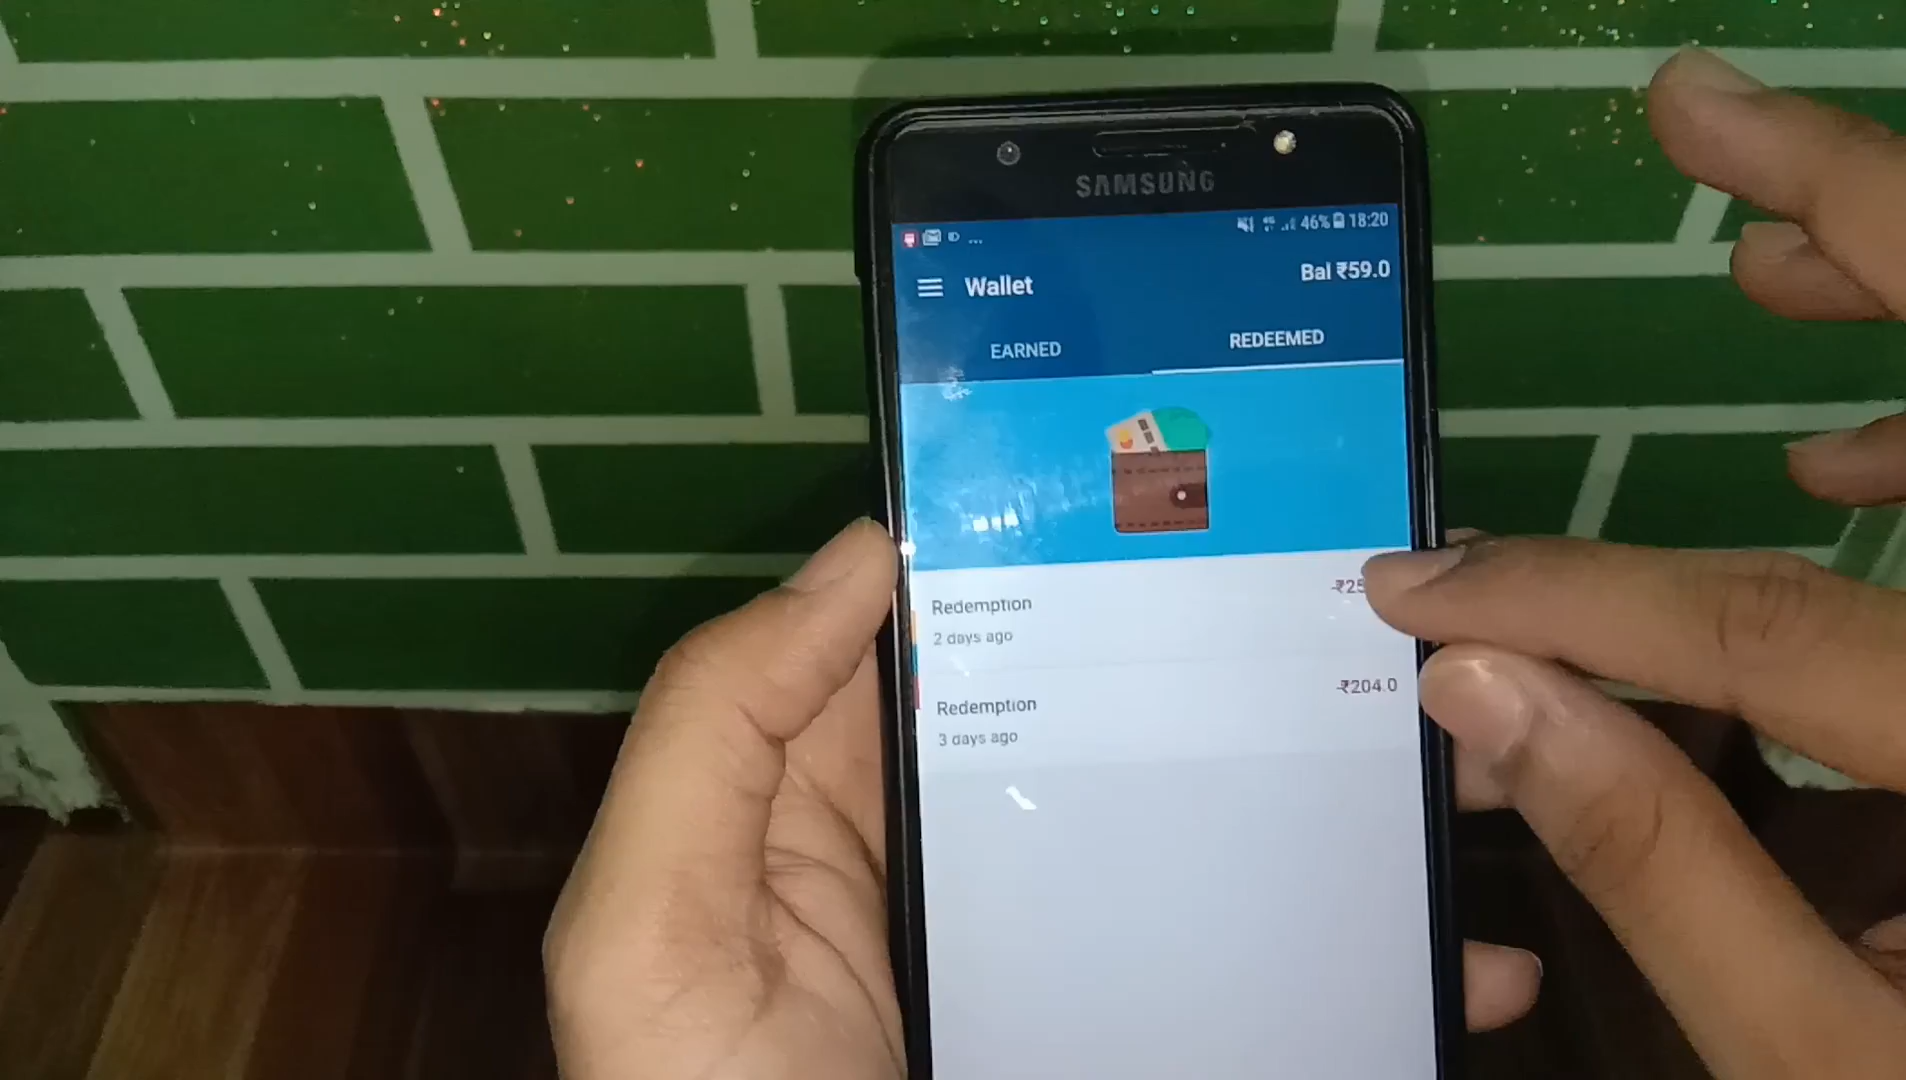 SAMSUNG
46% 18:20
Wallet
Bal ₹59.0
EARNED
REDEEMED
Redemption
2 days ago
Redemption
-₹204.0
3 days ago